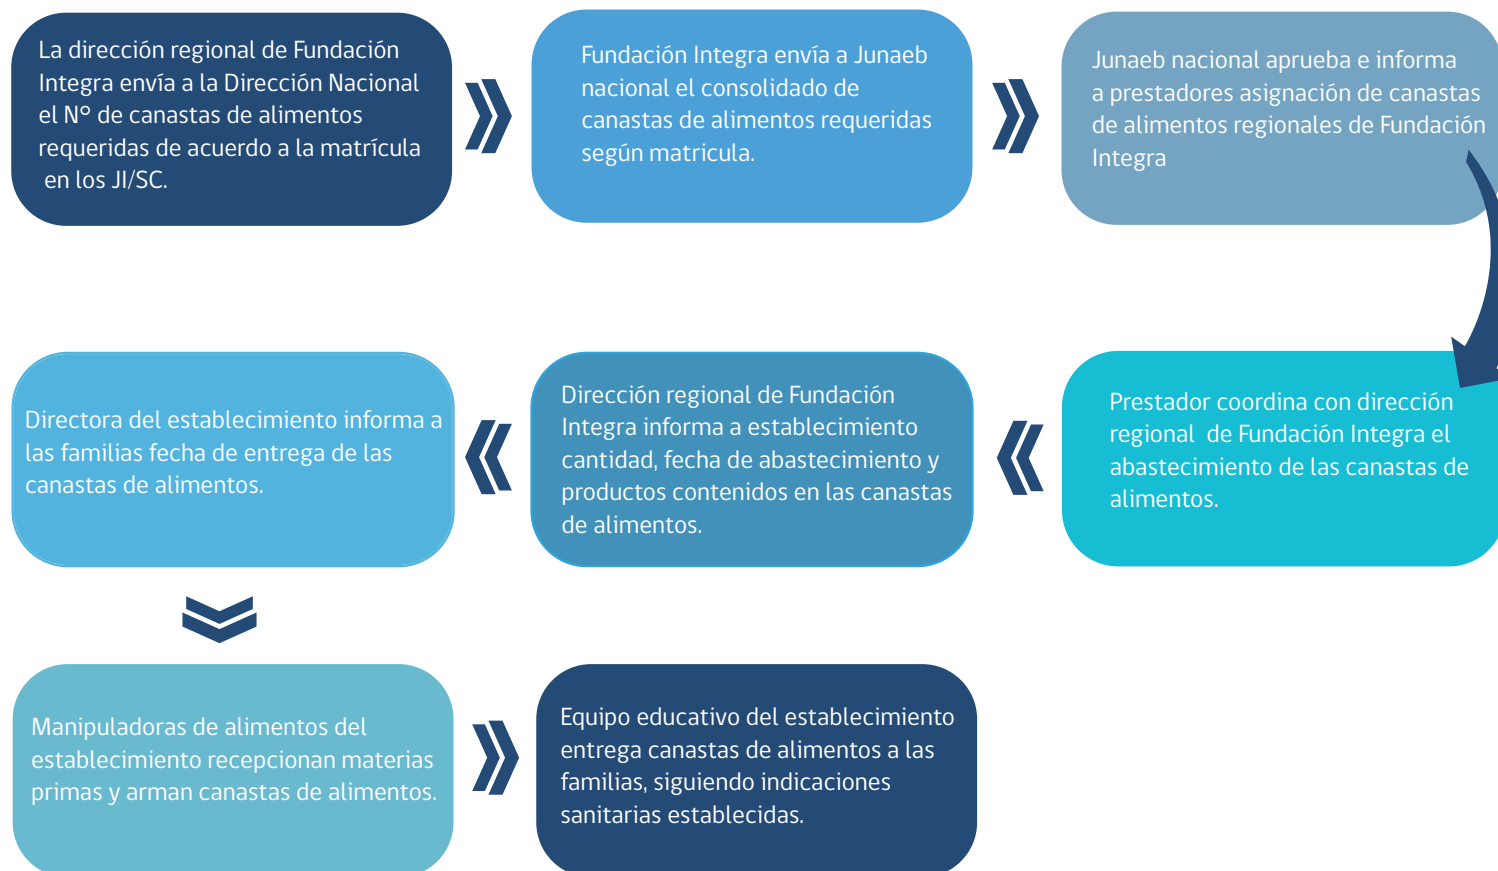 La dirección regional de Fundación
Integra envía a la Dirección Nacional
el N° de canastas de alimentos
requeridas de acuerdo a la matrícula
en los JI/SC.
Fundación Integra envía a Junaeb
nacional el consolidado de
canastas de alimentos requeridas
según matricula.
Junaeb nacional aprueba e informa
a prestadores asignación de canastas
de alimentos regionales de Fundación
Integra
Prestador coordina con dirección
regional de Fundación Integra el
abastecimiento de las canastas de
alimentos.
Dirección regional de Fundación
Integra informa a establecimiento
cantidad, fecha de abastecimiento y
productos contenidos en las canastas
de alimentos.
Directora del establecimiento informa a
las familias fecha de entrega de las
canastas de alimentos.
Manipuladoras de alimentos del
establecimiento recepcionan materias
primas y arman canastas de alimentos.
Equipo educativo del establecimiento
entrega canastas de alimentos a las
familias, siguiendo indicaciones
sanitarias establecidas.